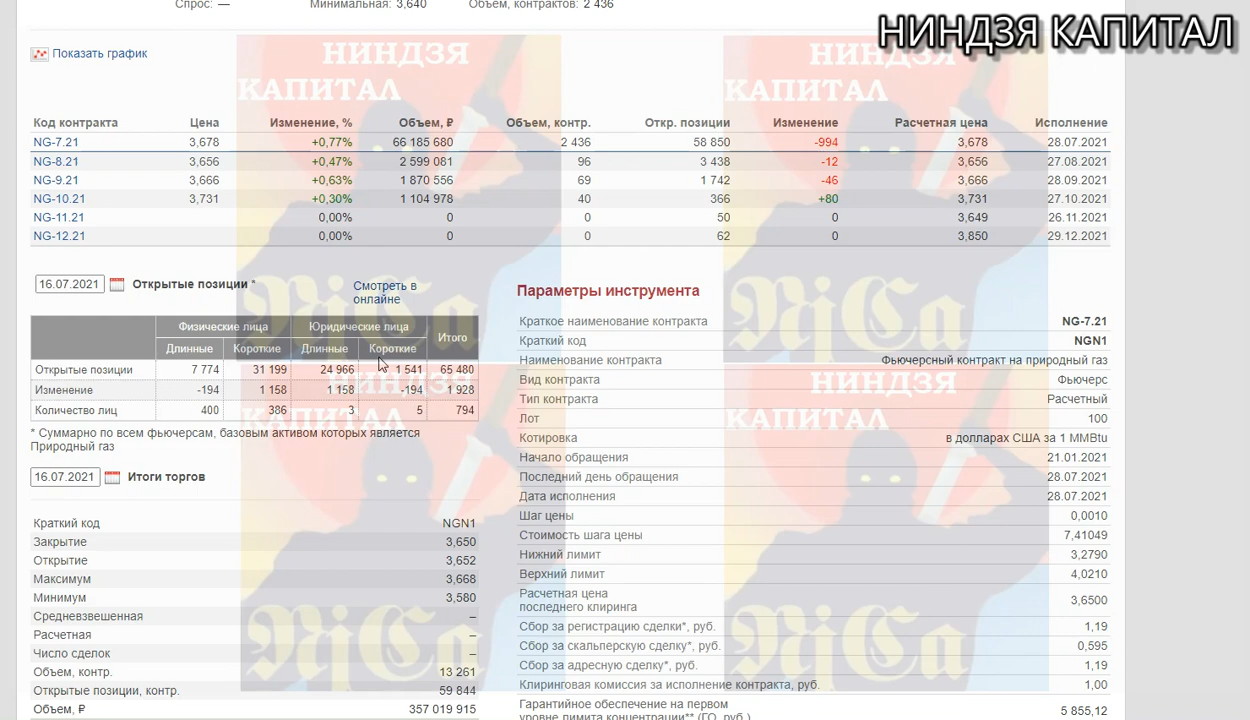 Спрос: — Минимальная: 3,640 Объем, контрактов: 2 436
НИНДЗЯ КАПИТАЛ
Показать график
НИНДЗЯ
КАПИТАЛ
НИНДЗЯ
КАПИТАЛ
Код контракта Цена Изменение, % Объем, ₽ Объем, контр. Откр. позиции Изменение Расчетная цена Исполнение
NG-7.21 3,678 +0,77% 66 185 680 2 436 58 850 -994 3,678 28.07.2021
NG-8.21 3,656 +0,47% 2 599 081 96 3 438 -12 3,656 27.08.2021
NG-9.21 3,666 +0,63% 1 870 556 69 1 742 -46 3,666 28.09.2021
NG-10.21 3,731 +0,30% 1 104 978 40 366 +80 3,731 27.10.2021
NG-11.21 0,00% 0 0 50 0 3,649 26.11.2021
NG-12.21 0,00% 0 0 62 0 3,850 29.12.2021
NjCa
NjCa
16.07.2021 Открытые позиции * Смотреть в
онлайне
Физические лица Юридические лица Итого
Длинные Короткие Длинные Короткие
Открытые позиции 7 774 31 199 24 966 1 541 65 480
Изменение -194 1 158 1 158 -194 1 928
Количество лиц 400 386 3 5 794
* Суммарно по всем фьючерсам, базовым активом которых является
Природный газ
НИНДЗЯ
КАПИТАЛ
НИНДЗЯ
КАПИТАЛ
16.07.2021 Итоги торгов
Краткий код NGN1
Закрытие 3,650
Открытие 3,652
Максимум 3,668
Минимум 3,580
Средневзвешенная –
Расчетная –
Число сделок –
Объем, контр. 13 261
Открытые позиции, контр. 59 844
Объем, ₽ 357 019 915
NjCa
NjCa
Параметры инструмента
Краткое наименование контракта NG-7.21
Краткий код NGN1
Наименование контракта Фьючерсный контракт на природный газ
Вид контракта Фьючерс
Тип контракта Расчетный
Лот 100
Котировка в долларах США за 1 MMBtu
Начало обращения 21.01.2021
Последний день обращения 28.07.2021
Дата исполнения 28.07.2021
Шаг цены 0,0010
Стоимость шага цены 7,41049
Нижний лимит 3,2790
Верхний лимит 4,0210
Расчетная цена
последнего клиринга 3,6500
Сбор за регистрацию сделки*, руб. 1,19
Сбор за скальперскую сделку*, руб. 0,595
Сбор за адресную сделку*, руб. 1,19
Клиринговая комиссия за исполнение контракта, руб. 1,00
Гарантийное обеспечение на первом
уровне лимита концентрации** (ГО, руб.) 5 855,12